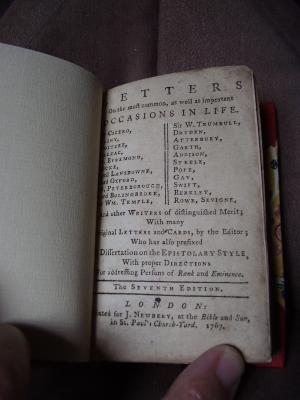 ETTERS
On the most common, as well as important
OCCASIONS IN LIFE.
CICERO,
Lord LANSDOWNE,
OXFORD,
PETERBOROUGH,
BOLINGBROKE,
WM. TEMPLE,
Sir W. TRUMBULL,
DRYDEN,
ATTERBURY,
GARTH,
ADDISON,
STEELE,
POPE,
GAY,
SWIFT,
BERKLEY,
ROWE, SEVIGNE,
And other WRITERS of distinguished Merit;
With many
Original LETTERS and CARDS, by the Editor;
Who has also prefixed
Dissertation on the EPISTOLARY STYLE,
With proper DIRECTIONS
For addressing Persons of Rank and Eminence.
THE SEVENTH EDITION.
LONDON:
for J. NEWBERY, at the Bible and Sun,
in St. Paul's Church-Yard. 1767.